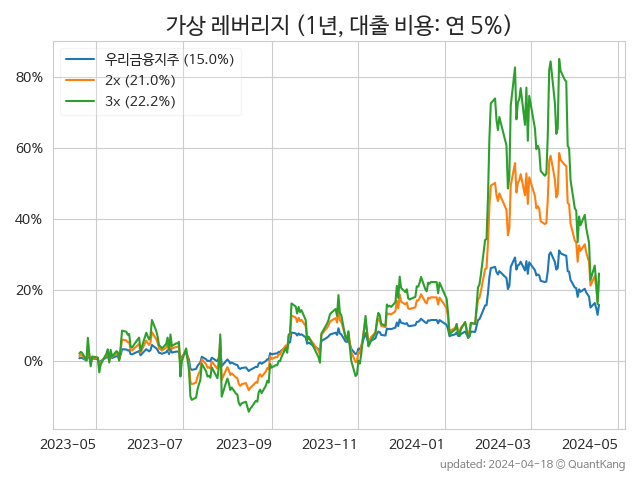 가상 레버리지 (1년, 대출 비용: 연 5%)
우리금융지주 (15.0%)
2x (21.0%)
3x (22.2%)
80%
60%
40%
20%
0%
2023-05 2023-07 2023-09 2023-11 2024-01 2024-03 2024-05
updated: 2024-04-18 © QuantKang